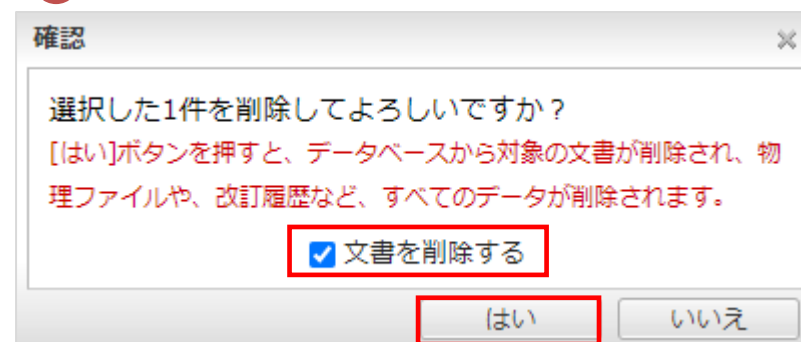 確認
選択した1件を削除してよろしいですか？
[はい]ボタンを押すと、データベースから対象の文書が削除され、物
理ファイルや、改訂履歴など、すべてのデータが削除されます。
文書を削除する
はい いいえ